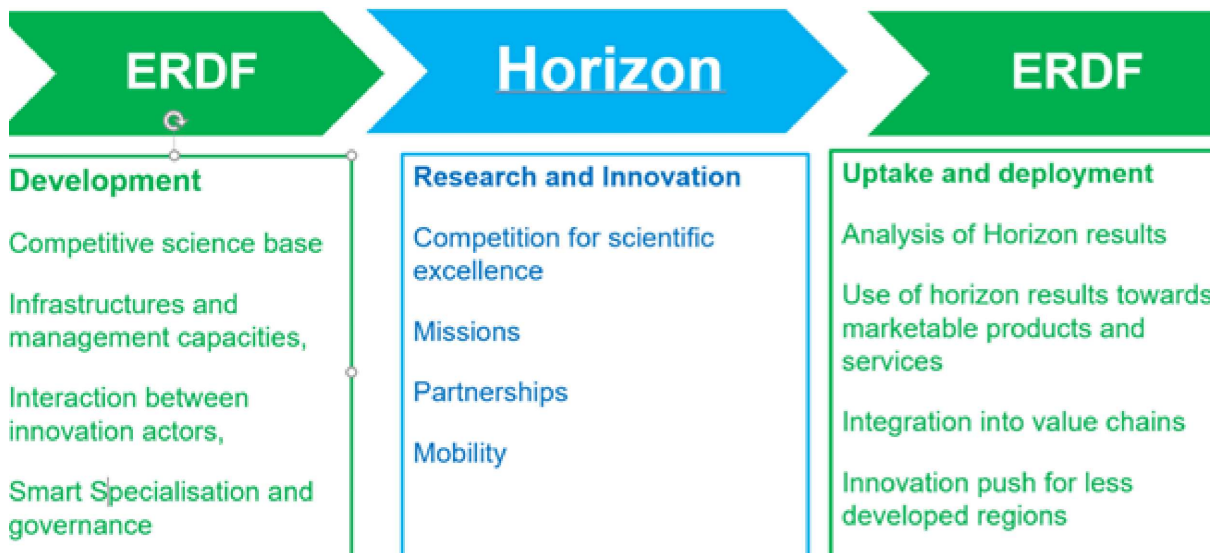 ERDF
Horizon
ERDF
Development
Competitive science base
Infrastructures and
management capacities,
Interaction between
innovation actors,
Smart Specialisation and
governance
Research and Innovation
Competition for scientific
excellence
Missions
Partnerships
Mobility
Uptake and deployment
Analysis of Horizon results
Use of horizon results towards
marketable products and
services
Integration into value chains
Innovation push for less
developed regions